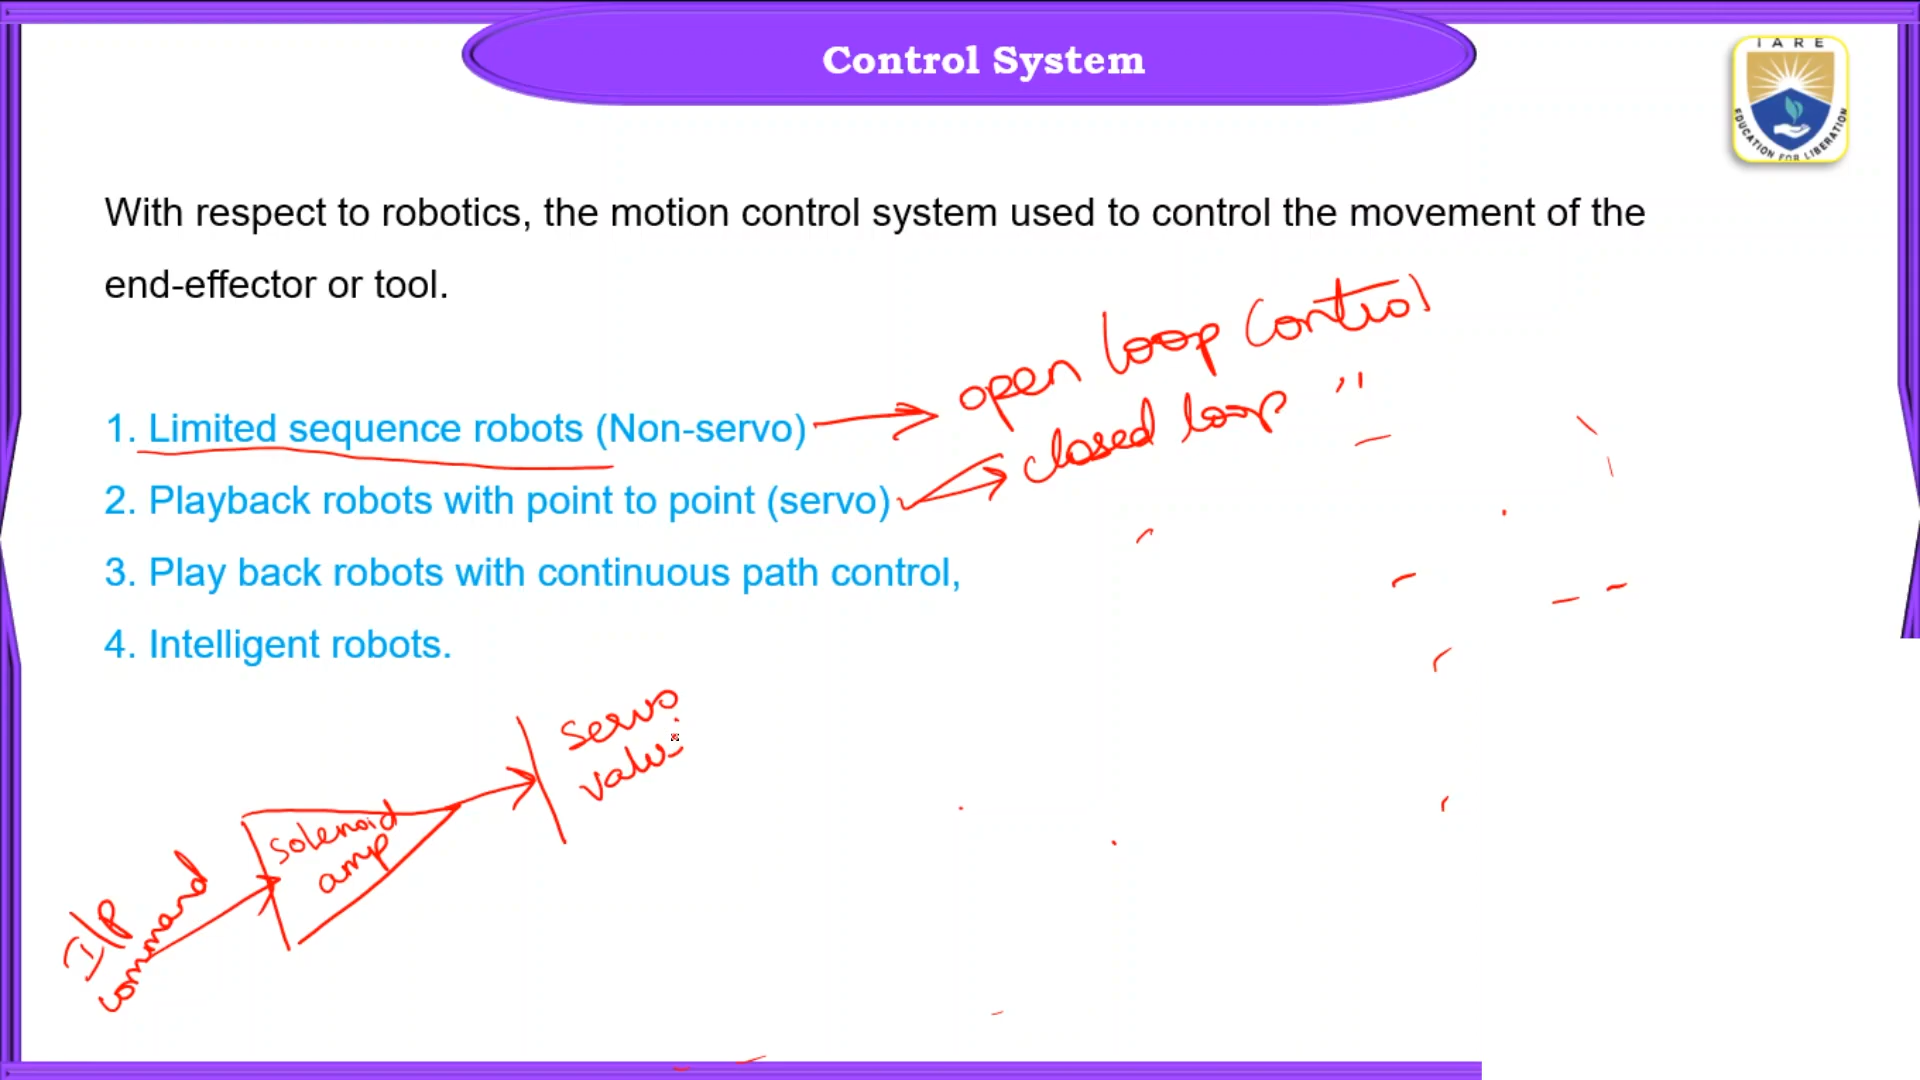 Control System
IARE
EDUCATION FOR LIBERATION
With respect to robotics, the motion control system used to control the movement of the
end-effector or tool.
open loop control
1. Limited sequence robots (Non-servo)
closed loop "
2. Playback robots with point to point (servo)
3. Play back robots with continuous path control,
4. Intelligent robots.
servo
valv
solenoid
amp
I/P
command